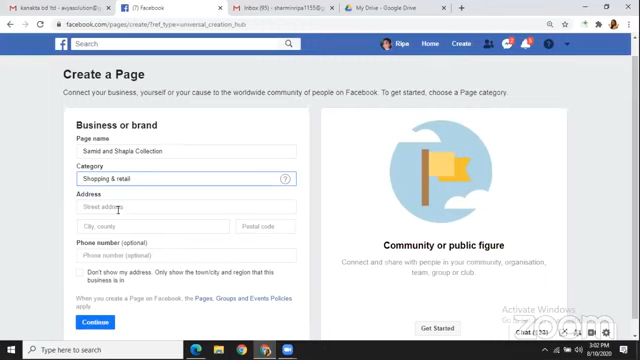 kanakta bd ltd - avyasolution@g
(7) Facebook
Inbox (95) - sharminripa1155@g
My Drive - Google Drive
facebook.com/pages/create/?ref_type=universal_creation_hub
Search
Ripa
Home
Create
Create a Page
Connect your business, yourself or your cause to the worldwide community of people on Facebook. To get started, choose a Page category.
Business or brand
Page name
Samid and Shapla Collection
Category
Shopping & retail
Address
Street address
City, county
Postal code
Phone number (optional)
Phone number (optional)
Don't show my address. Only show the town/city and region that this
business is in
When you create a Page on Facebook, the Pages, Groups and Events Policies
apply
Continue
Community or public figure
Connect and share with people in your community, organisation,
team, group or club.
Get Started
Activate Windows
zoom
Type here to search
3:02 PM
8/10/2020